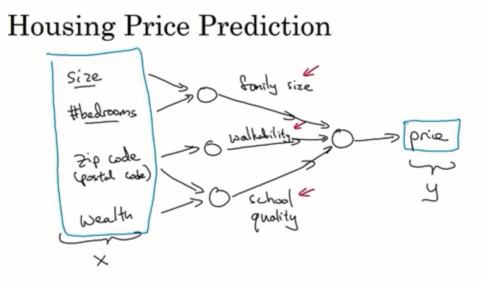 Housing Price Prediction
size
#bedrooms
zip code
(postal code)
wealth
x
family size
walkability
school
quality
price
y